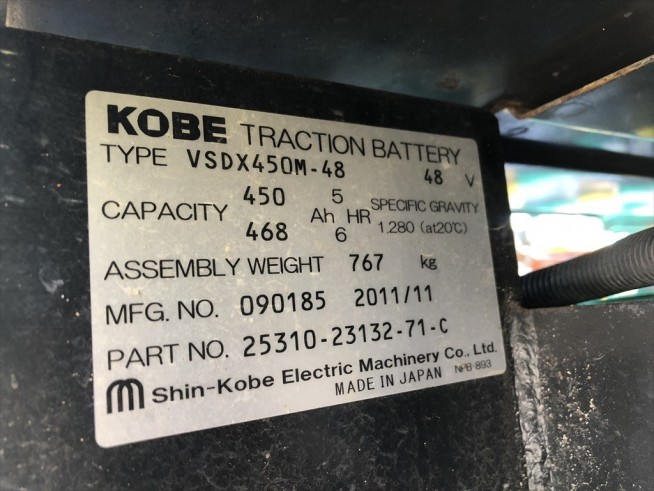 KOBE TRACTION BATTERY
TYPE VSDX450M-48 48 V
CAPACITY 450 5 SPECIFIC GRAVITY
468 Ah HR 6 1.280 (at20℃)
ASSEMBLY WEIGHT 767 kg
MFG. NO. 090185 2011/11
PART NO. 25310-23132-71-C
Shin-Kobe Electric Machinery Co., Ltd.
MADE IN JAPAN NPB-893